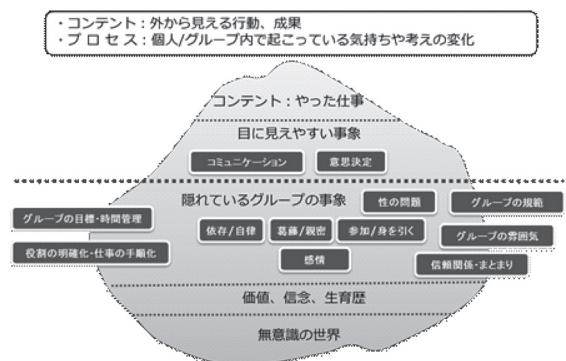 ・コンテント：外から見える行動、成果
・プ ロ セ ス：個人/グループ内で起こっている気持ちや考えの変化
コンテント：やった仕事
目に見えやすい事象
コミュニケーション 意思決定
隠れているグループの事象 性の問題 グループの規範
グループの目標・時間管理 依存/自律 葛藤/親密 参加/身を引く グループの雰囲気
役割の明確化・仕事の手順化 感情 信頼関係・まとまり
価値、信念、生育歴
無意識の世界